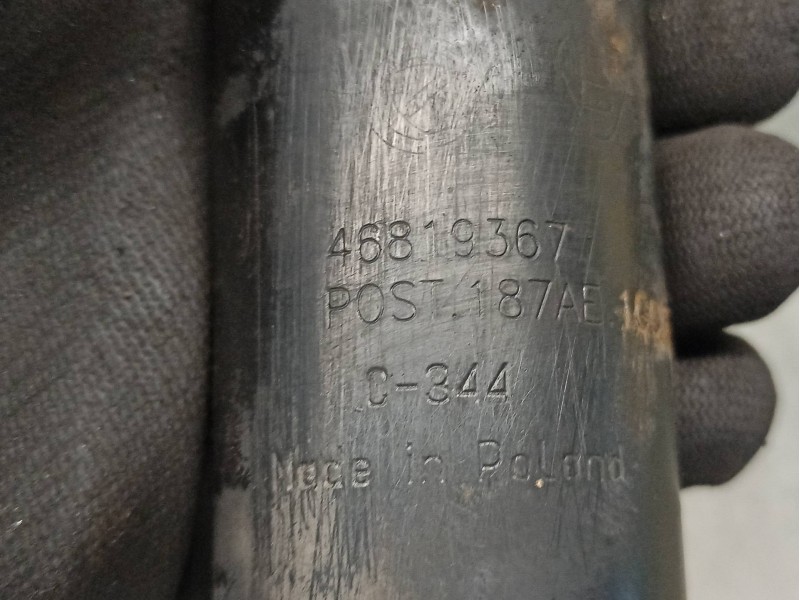 46819367
POST.187AE
C-344
Made in Poland